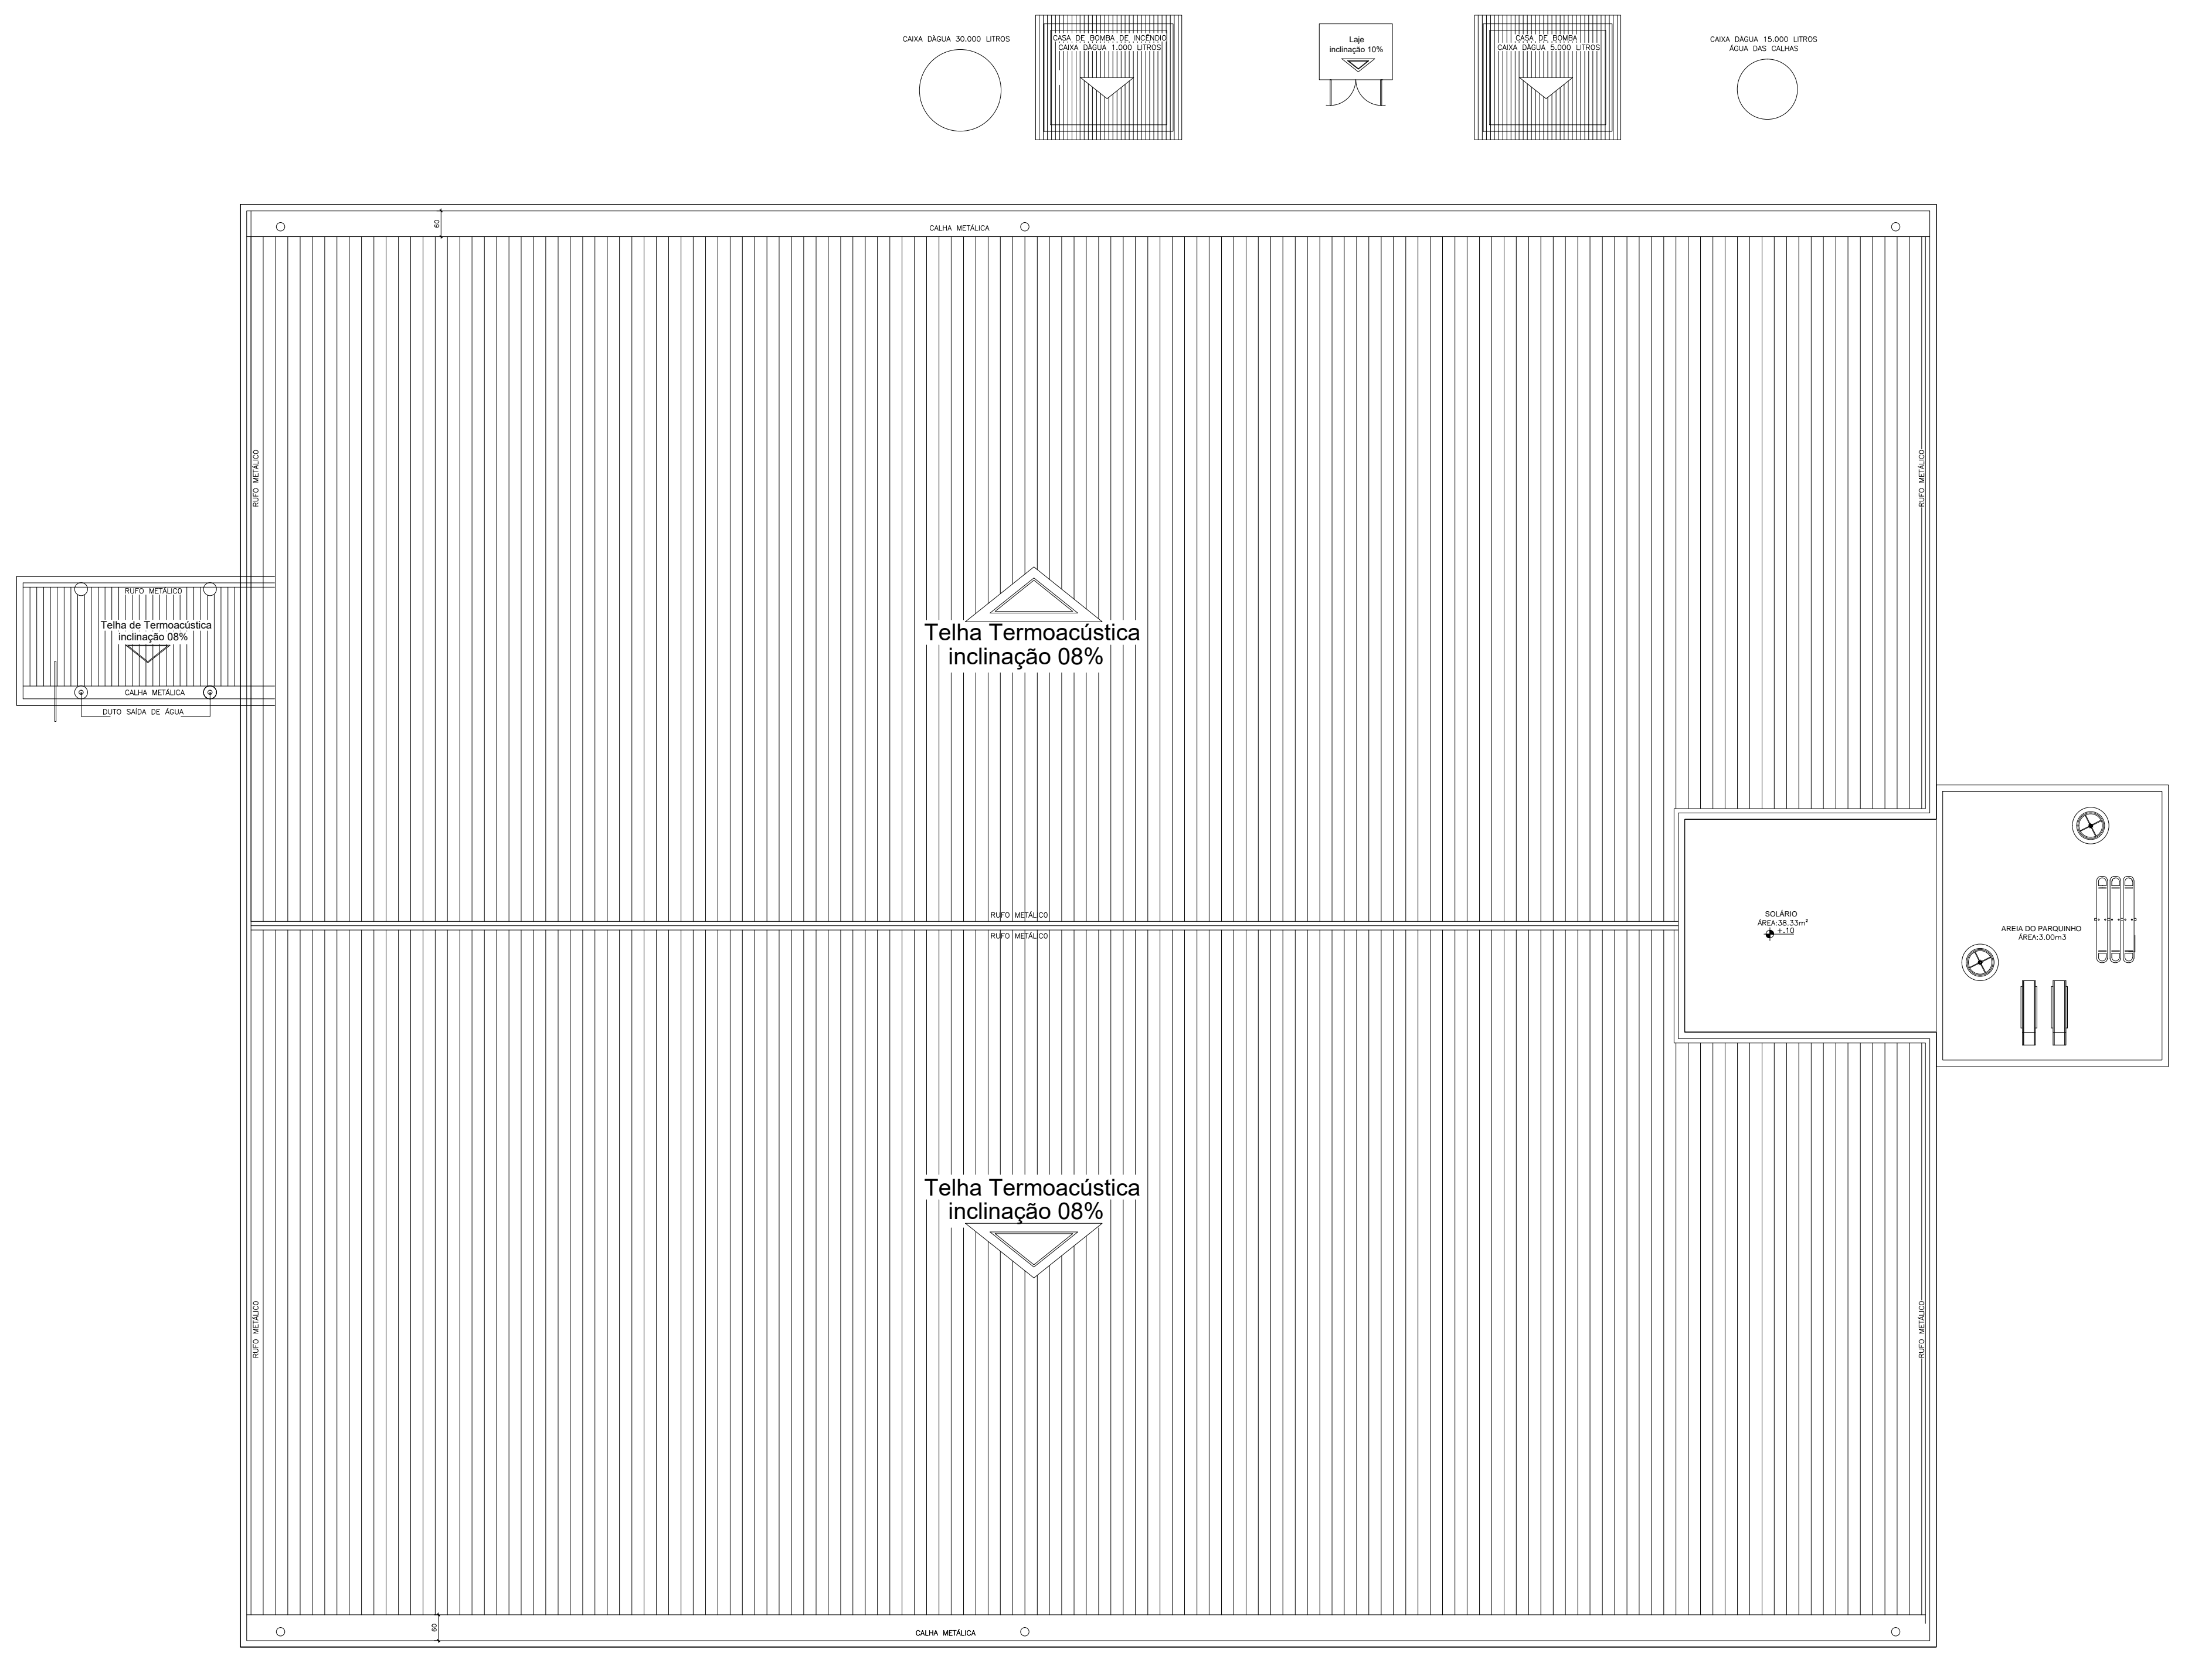 CAIXA DÀGUA 30.000 LITROS
CASA DE BOMBA DE INCÊNDIO
CAIXA DÀGUA 1.000 LITROS
Laje
inclinação 10%
CASA DE BOMBA
CAIXA DÀGUA 5.000 LITROS
CAIXA DÀGUA 15.000 LITROS
ÁGUA DAS CALHAS
60
CALHA METÁLICA
RUFO METÁLICO
RUFO METÁLICO
RUFO METÁLICO
Telha de Termoacústica
inclinação 08%
CALHA METÁLICA
DUTO SAÍDA DE ÁGUA
Telha Termoacústica
inclinação 08%
RUFO METÁLICO
RUFO METÁLICO
SOLÁRIO
ÁREA:38.33m²
+.10
AREIA DO PARQUINHO
ÁREA:3.00m3
Telha Termoacústica
inclinação 08%
RUFO METÁLICO
RUFO METÁLICO
60
CALHA METÁLICA